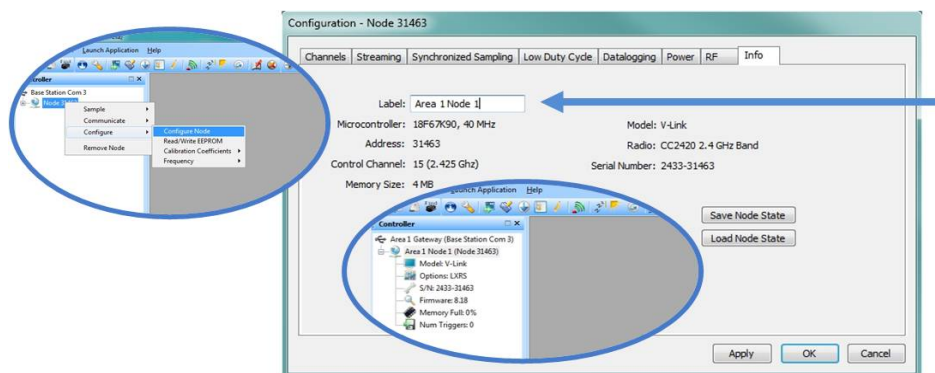 Configuration - Node 31463
Launch Application Help
Controller
Base Station Com 3
Node 31463
Sample
Communicate
Configure
Remove Node
Configure Node
Read/Write EEPROM
Calibration Coefficients
Frequency
Channels Streaming Synchronized Sampling Low Duty Cycle Datalogging Power RF Info
Label: Area 1 Node 1
Microcontroller: 18F67K90, 40 MHz Model: V-Link
Address: 31463 Radio: CC2420 2.4 GHz Band
Control Channel: 15 (2.425 Ghz) Serial Number: 2433-31463
Memory Size: 4 MB
Launch Application Help
Controller
Area 1 Gateway (Base Station Com 3)
Area 1 Node 1 (Node 31463)
Model: V-Link
Options: LXRS
S/N: 2433-31463
Firmware: 8.18
Memory Full: 0%
Num Triggers: 0
Save Node State
Load Node State
Apply OK Cancel